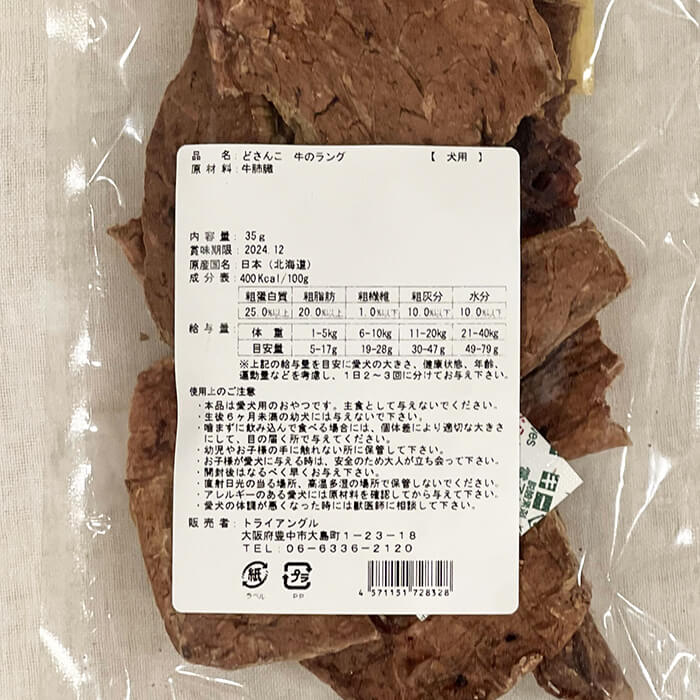 品 名: どさんこ 牛のラング 【 犬用 】
原 材 料: 牛肺臓
内 容 量: 35g
賞味期限: 2024.12
原産国名: 日本(北海道)
成 分 表: 400Kcal/100g
粗蛋白質 粗脂肪 粗繊維 粗灰分 水分
25.0%以上 20.0%以上 1.0%以下 10.0%以下 10.0%以下
給 与 量: 体 重 1-5kg 6-10kg 11-20kg 21-40kg
目安量 5-17g 19-28g 30-47g 49-79g
※上記の給与量を目安に愛犬の大きさ、健康状態、年齢、
運動量などを考慮し、1日2~3回に分けてお与え下さい。
使用上のご注意
・本品は愛犬用のおやつです。主食として与えないでください。
・生後6ヶ月未満の幼犬には与えないで下さい。
・噛まずに飲み込んで食べる場合には、個体差により適切な大きさ
にして、目の届く所で与えてください。
・幼児やお子様の手に触れない所に保管して下さい。
・お子様が愛犬に与える時は、安全のため大人が立ち会って下さい。
・開封後はなるべく早くお与え下さい。
・直射日光の当る場所、高温多湿の場所で保管しないでください。
・アレルギーのある愛犬には原材料を確認してから与えて下さい。
・愛犬の体調が悪くなった時には獣医師に相談して下さい。
販 売 者: トライアングル
大阪府豊中市大島町1-23-18
TEL:06-6336-2120
紙 プラ
ラベル PP
4 571151 728328